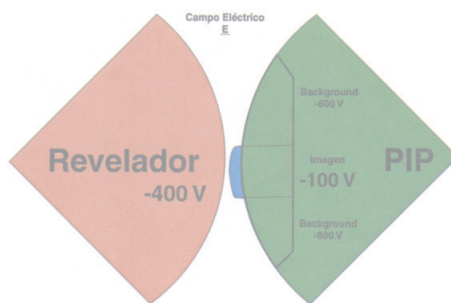 Campo Eléctrico
E
Background
-600 V
Revelador
-400 V
Imagen
-100 V
PIP
Background
-600 V